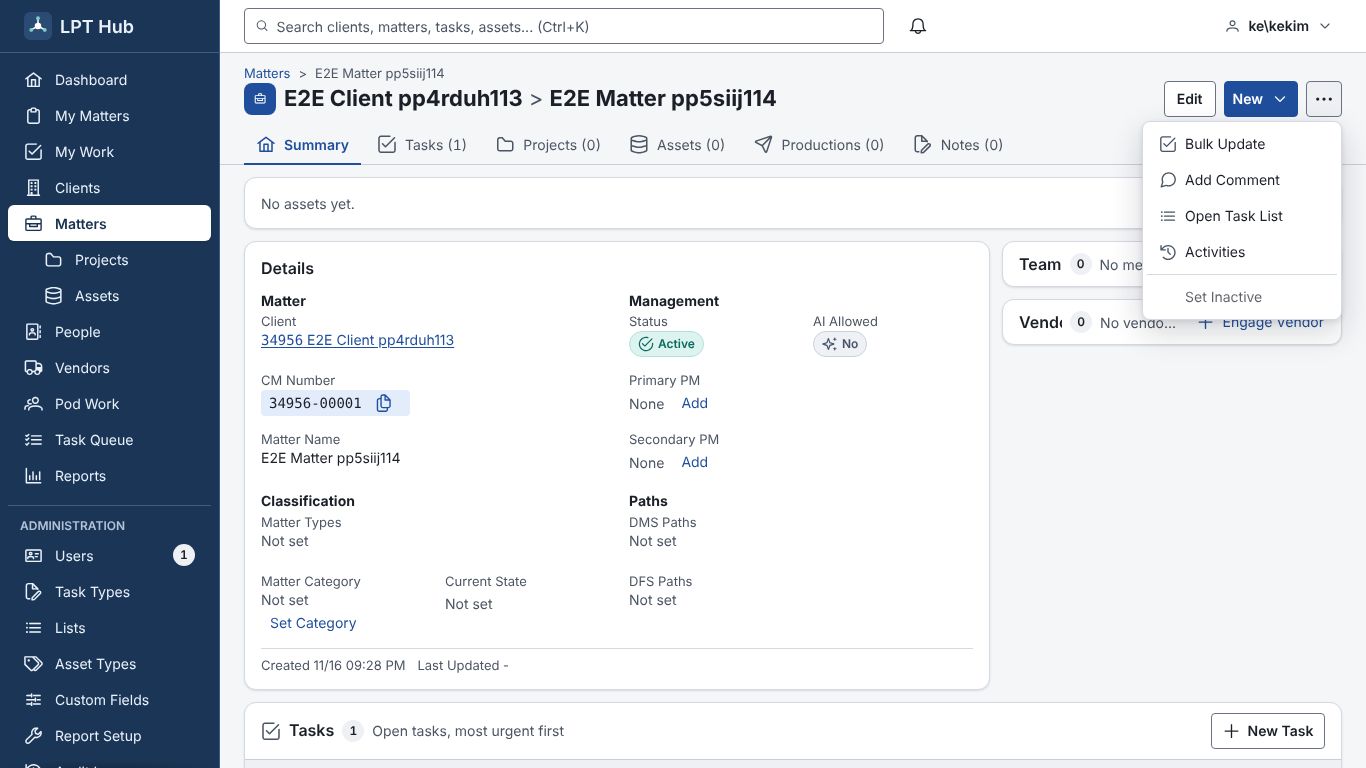 LPT Hub
Search clients, matters, tasks, assets... (Ctrl+K)
ke\kekim
Dashboard
My Matters
My Work
Clients
Matters
Projects
Assets
People
Vendors
Pod Work
Task Queue
Reports
ADMINISTRATION
Users 1
Task Types
Lists
Asset Types
Custom Fields
Report Setup
Matters > E2E Matter pp5siij114
E2E Client pp4rduh113 > E2E Matter pp5siij114
Edit New
Summary Tasks (1) Projects (0) Assets (0) Productions (0) Notes (0)
Bulk Update
Add Comment
Open Task List
Activities
Set Inactive
No assets yet.
Details
Matter Management
Client Status AI Allowed
34956 E2E Client pp4rduh113 Active No
CM Number Primary PM
34956-00001 None Add
Matter Name Secondary PM
E2E Matter pp5siij114 None Add
Classification Paths
Matter Types DMS Paths
Not set Not set
Matter Category Current State DFS Paths
Not set Not set Not set
Set Category
Created 11/16 09:28 PM Last Updated -
Team 0 No me
Vend 0 No vendo... Engage Vendor
Tasks 1 Open tasks, most urgent first
New Task